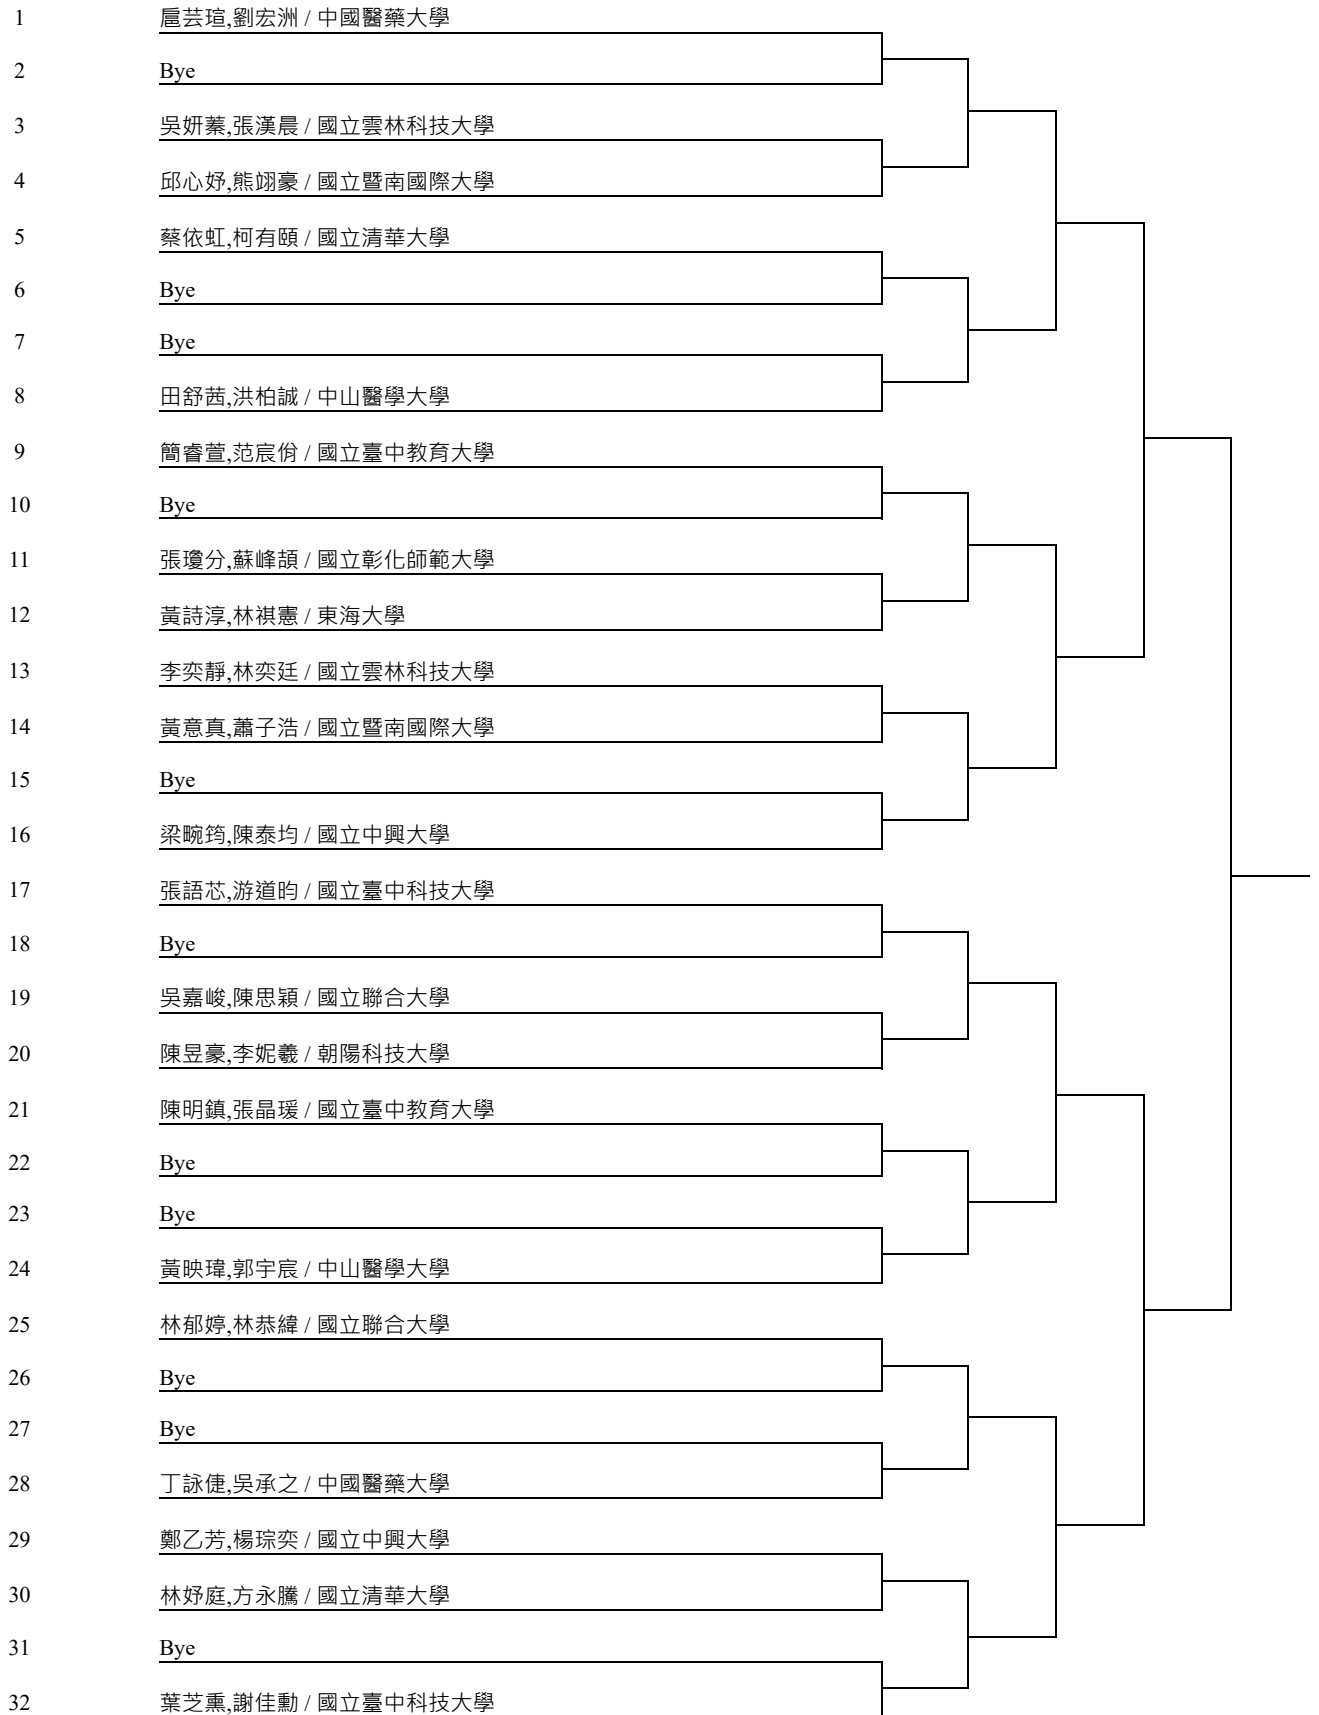 1 扈芸瑄,劉宏洲 / 中國醫藥大學
2 Bye
3 吳妍蓁,張漢晨 / 國立雲林科技大學
4 邱心妤,熊翊豪 / 國立暨南國際大學
5 蔡依虹,柯有頤 / 國立清華大學
6 Bye
7 Bye
8 田舒茜,洪柏誠 / 中山醫學大學
9 簡睿萱,范宸佾 / 國立臺中教育大學
10 Bye
11 張瓊分,蘇峰頡 / 國立彰化師範大學
12 黃詩淳,林祺憲 / 東海大學
13 李奕靜,林奕廷 / 國立雲林科技大學
14 黃意真,蕭子浩 / 國立暨南國際大學
15 Bye
16 梁畹筠,陳泰均 / 國立中興大學
17 張語芯,游道昀 / 國立臺中科技大學
18 Bye
19 吳嘉峻,陳思穎 / 國立聯合大學
20 陳昱豪,李妮羲 / 朝陽科技大學
21 陳明鎮,張晶瑗 / 國立臺中教育大學
22 Bye
23 Bye
24 黃映瑋,郭宇宸 / 中山醫學大學
25 林郁婷,林恭緯 / 國立聯合大學
26 Bye
27 Bye
28 丁詠倢,吳承之 / 中國醫藥大學
29 鄭乙芳,楊琮奕 / 國立中興大學
30 林妤庭,方永騰 / 國立清華大學
31 Bye
32 葉芝熏,謝佳勳 / 國立臺中科技大學